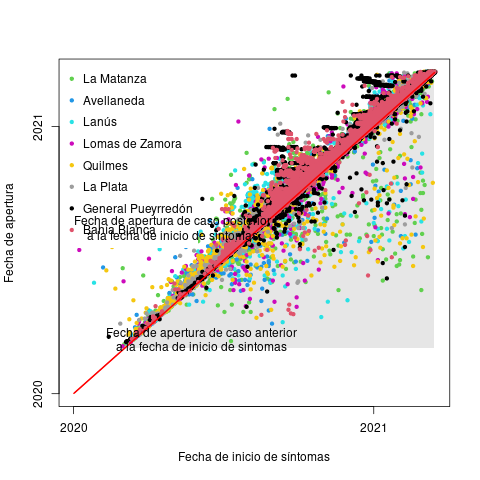 La Matanza
Avellaneda
Lanús
Lomas de Zamora
Quilmes
La Plata
General Pueyrredón
Bahía Blanca
Fecha de apertura de caso posterior
a la fecha de inicio de sintomas
Fecha de apertura de caso anterior
a la fecha de inicio de sintomas
2021
2020
Fecha de apertura
2020
2021
Fecha de inicio de síntomas